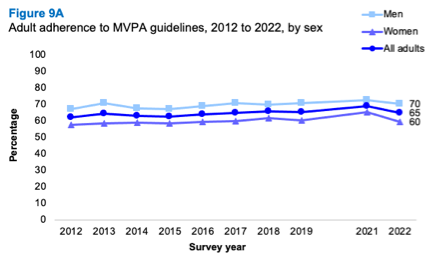 Figure 9A
Adult adherence to MVPA guidelines, 2012 to 2022, by sex
Men
Women
All adults
Percentage
100
90
80
70
60
50
40
30
20
10
0
70
65
60
2012 2013 2014 2015 2016 2017 2018 2019 2021 2022
Survey year